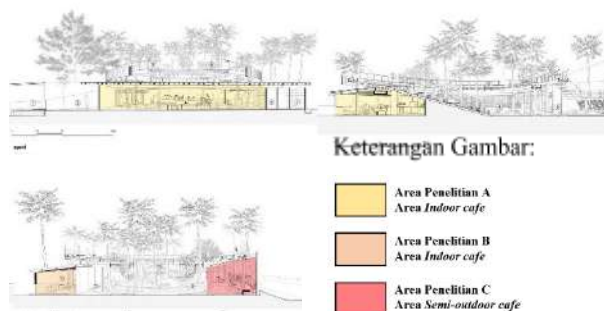 Keterangan Gambar:
Area Penelitian A
Area Indoor cafe
Area Penelitian B
Area Indoor cafe
Area Penelitian C
Area Semi-outdoor cafe